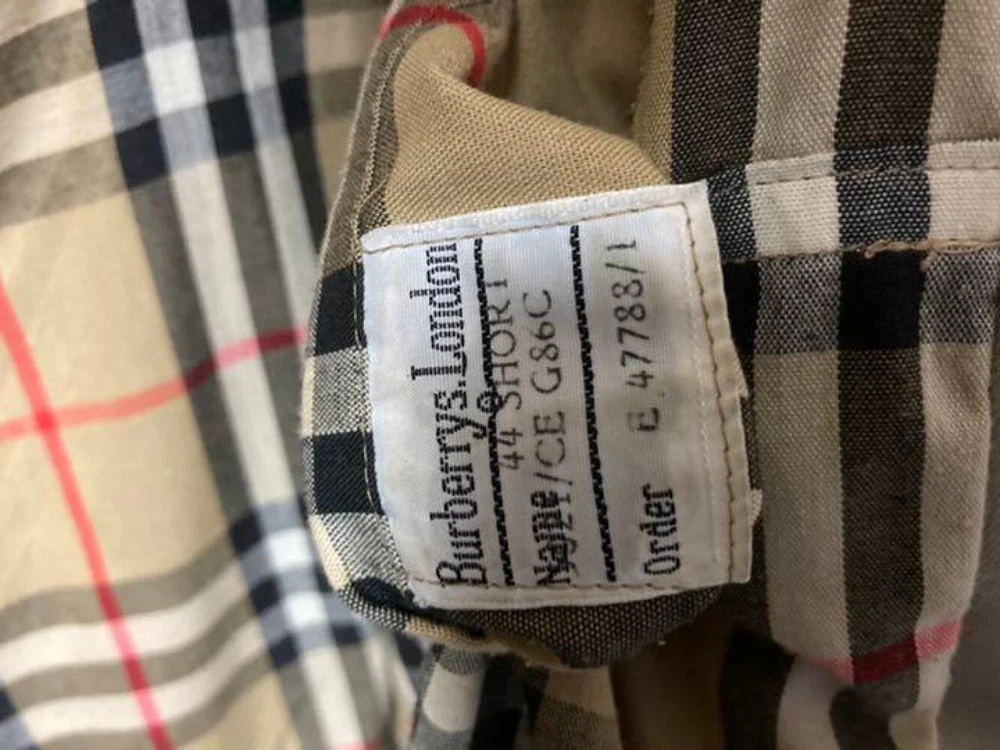 Burberrys.London
44 SHORT
Name /CE G86C
Order E.47788/1